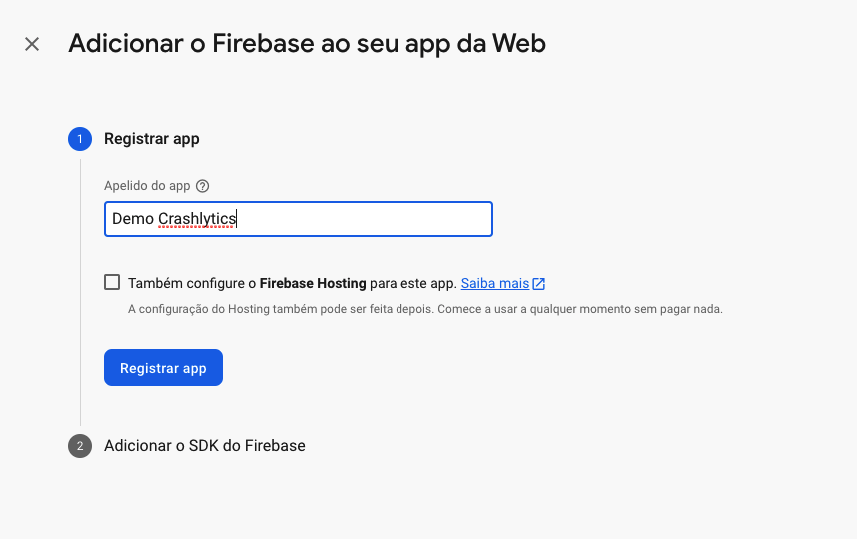 Adicionar o Firebase ao seu app da Web
1 Registrar app
Apelido do app ?
Demo Crashlytics
Também configure o Firebase Hosting para este app. Saiba mais
A configuração do Hosting também pode ser feita depois. Comece a usar a qualquer momento sem pagar nada.
Registrar app
2 Adicionar o SDK do Firebase